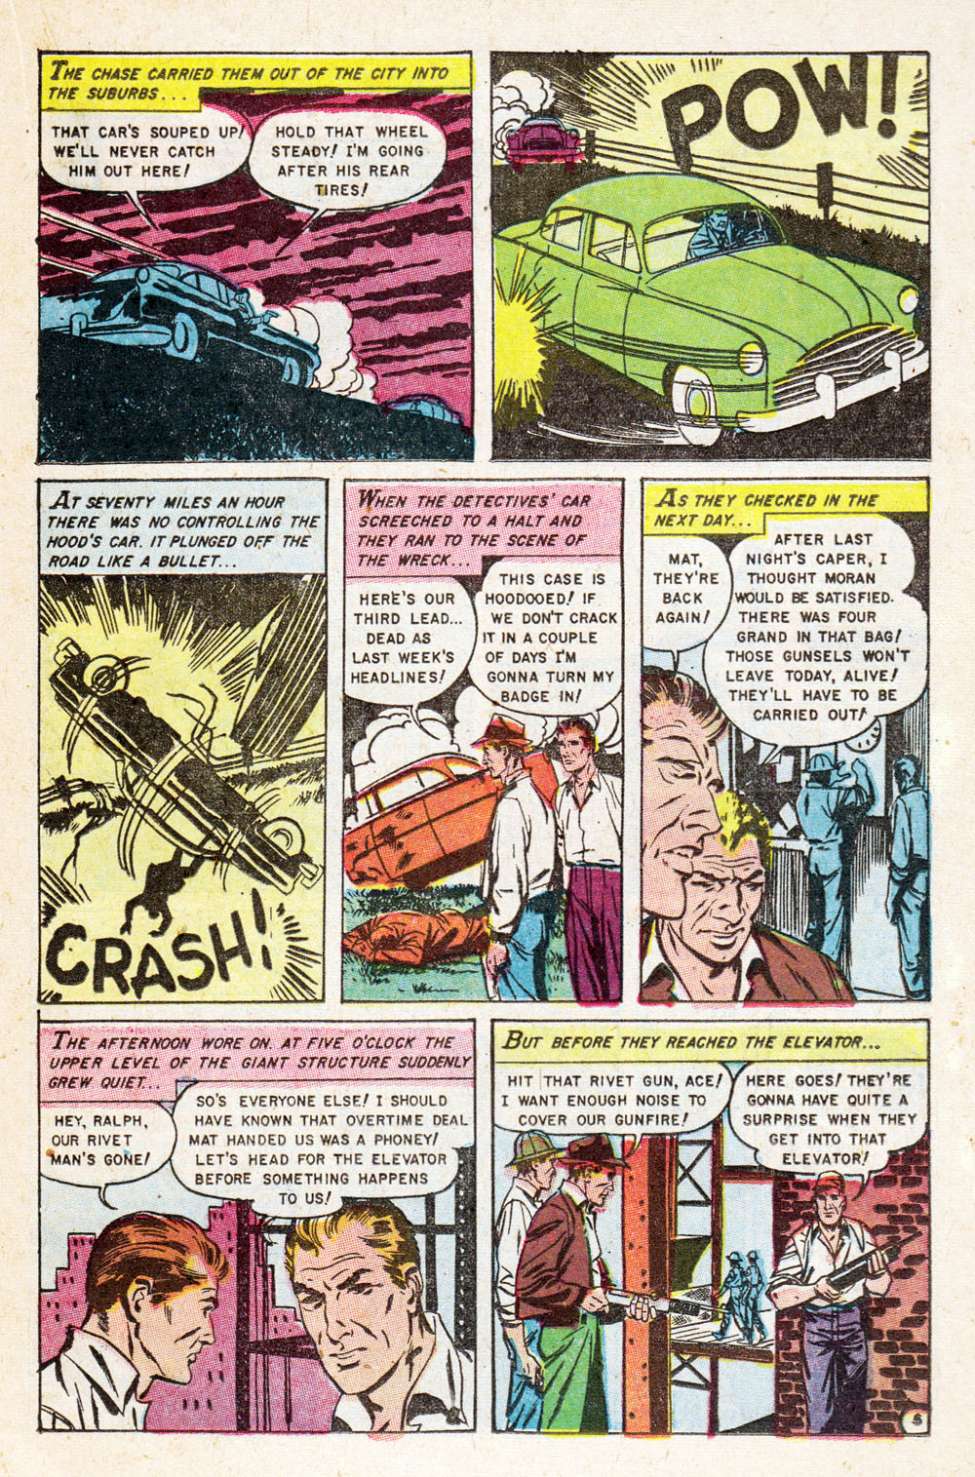 THE CHASE CARRIED THEM OUT OF THE CITY INTO
THE SUBURBS...
THAT CAR'S SOUPED UP!
WE'LL NEVER CATCH
HIM OUT HERE!
HOLD THAT WHEEL
STEADY! I'M GOING
AFTER HIS REAR
TIRES!
POW!
AT SEVENTY MILES AN HOUR
THERE WAS NO CONTROLLING THE
HOOD'S CAR. IT PLUNGED OFF THE
ROAD LIKE A BULLET...
CRASH!
WHEN THE DETECTIVES' CAR
SCREECHED TO A HALT AND
THEY RAN TO THE SCENE OF
THE WRECK...
HERE'S OUR
THIRD LEAD...
DEAD AS
LAST WEEK'S
HEADLINES!
THIS CASE IS
HOODOOED! IF
WE DON'T CRACK
IT IN A COUPLE
OF DAYS I'M
GONNA TURN MY
BADGE IN!
AS THEY CHECKED IN THE
NEXT DAY...
MAT,
THEY'RE
BACK
AGAIN!
AFTER LAST
NIGHT'S CAPER, I
THOUGHT MORAN
WOULD BE SATISFIED.
THERE WAS FOUR
GRAND IN THAT BAG!
THOSE GUNSELS WON'T
LEAVE TODAY, ALIVE!
THEY'LL HAVE TO BE
CARRIED OUT!
THE AFTERNOON WORE ON. AT FIVE O'CLOCK THE
UPPER LEVEL OF THE GIANT STRUCTURE SUDDENLY
GREW QUIET...
HEY, RALPH,
OUR RIVET
MAN'S GONE!
SO'S EVERYONE ELSE! I SHOULD
HAVE KNOWN THAT OVERTIME DEAL
MAT HANDED US WAS A PHONEY!
LET'S HEAD FOR THE ELEVATOR
BEFORE SOMETHING HAPPENS
TO US!
BUT BEFORE THEY REACHED THE ELEVATOR...
HIT THAT RIVET GUN, ACE!
I WANT ENOUGH NOISE TO
COVER OUR GUNFIRE!
HERE GOES! THEY'RE
GONNA HAVE QUITE A
SURPRISE WHEN THEY
GET INTO THAT
ELEVATOR!